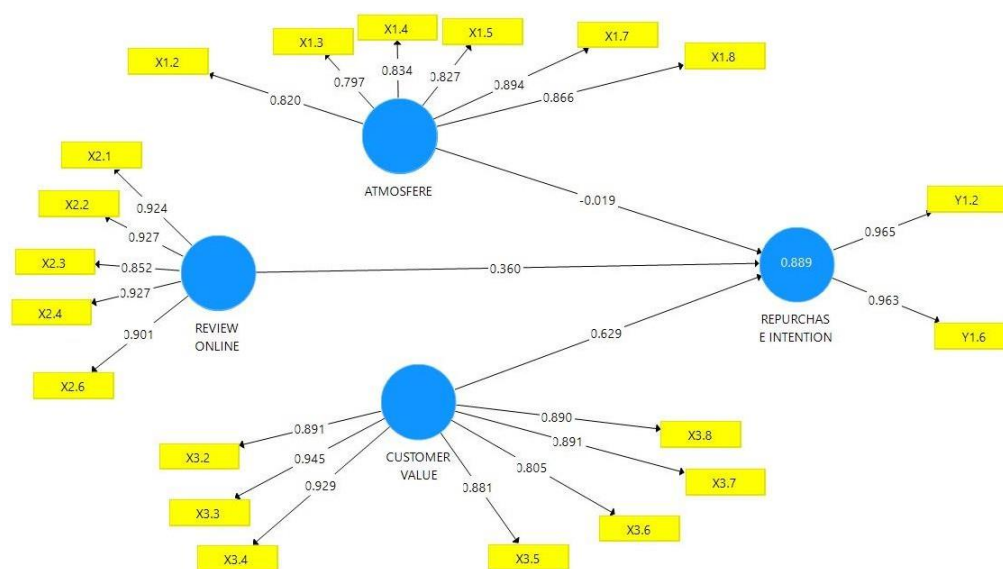 X1.2
X1.3
X1.4
X1.5
X1.7
X1.8
0.820
0.797
0.834
0.827
0.894
0.866
ATMOSFERE
-0.019
X2.1
X2.2
X2.3
X2.4
X2.6
0.924
0.927
0.852
0.927
0.901
REVIEW
ONLINE
0.360
0.889
REPURCHAS
E INTENTION
0.965
0.963
Y1.2
Y1.6
0.629
CUSTOMER
VALUE
0.891
0.945
0.929
0.881
0.805
0.891
0.890
X3.2
X3.3
X3.4
X3.5
X3.6
X3.7
X3.8